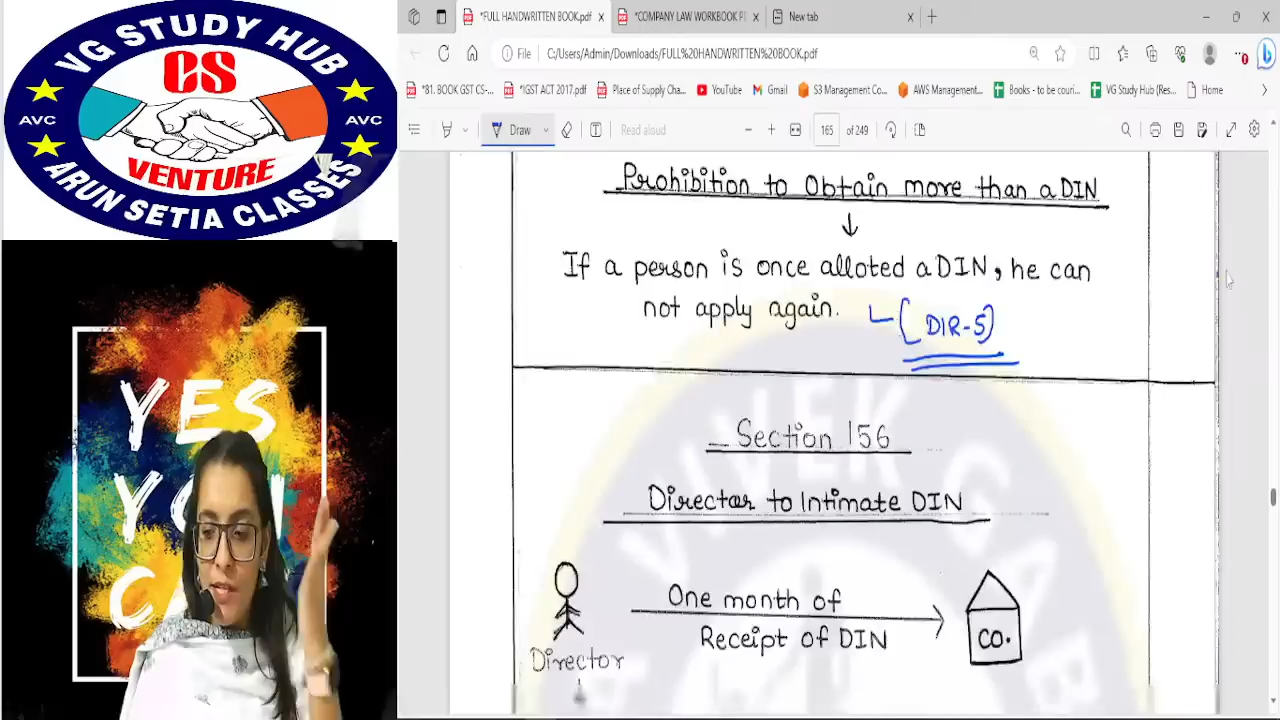 VG STUDY HUB
CS
AVC
AVC
VENTURE
ARUN SETIA CLASSES
YES
*FULL HANDWRITTEN BOOK.pdf
*COMPANY LAW WORKBOOK
New tab
File
C:/Users/Admin/Downloads/FULL%20HANDWRITTEN%20BOOK.pdf
*81. BOOK GST CS-...
*IGST ACT 2017.pdf
Place of Supply Cha...
YouTube
Gmail
S3 Management Co...
AWS Management...
Books - to be couri...
VG Study Hub (Res...
Home
Draw
Read aloud
165
of 249
Prohibition to Obtain more than a DIN
If a person is once alloted a DIN, he can
not apply again.
(DIR-5)
Section 156
Director to Intimate DIN
One month of
Receipt of DIN
CO.
Director